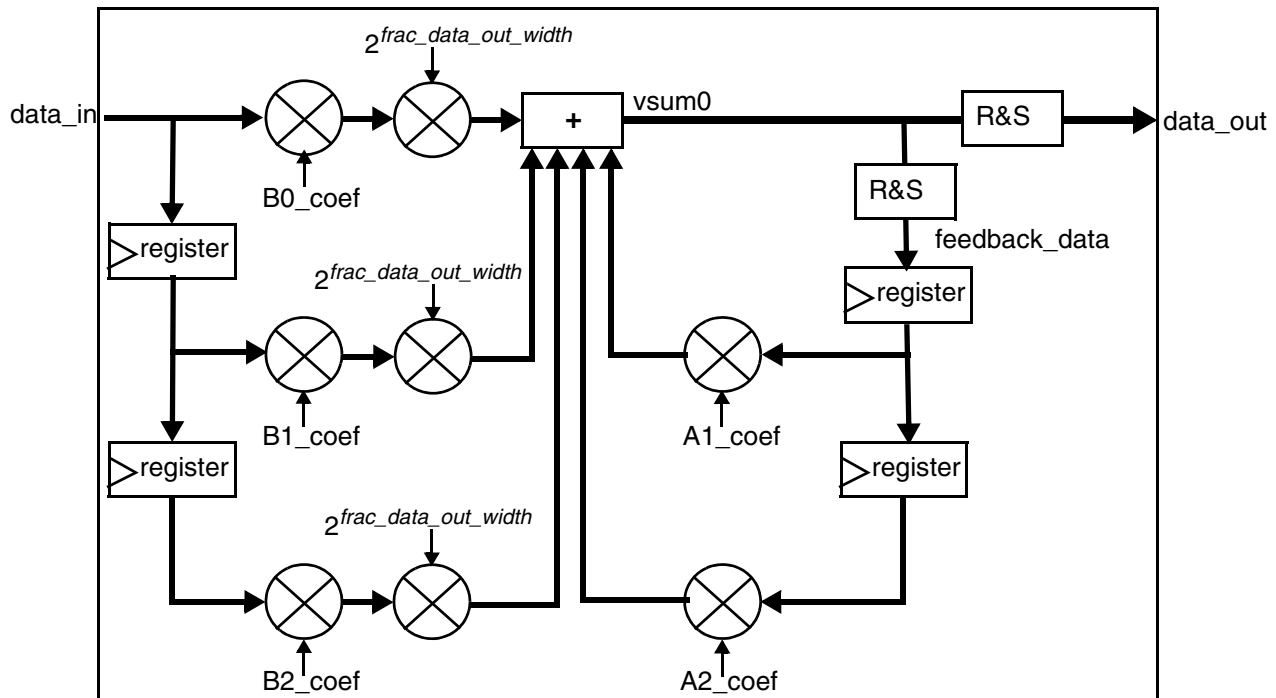 2^frac_data_out_width
data_in
B0_coef
+
vsum0
R&S
data_out
R&S
feedback_data
register
register
2^frac_data_out_width
B1_coef
A1_coef
register
register
2^frac_data_out_width
B2_coef
A2_coef